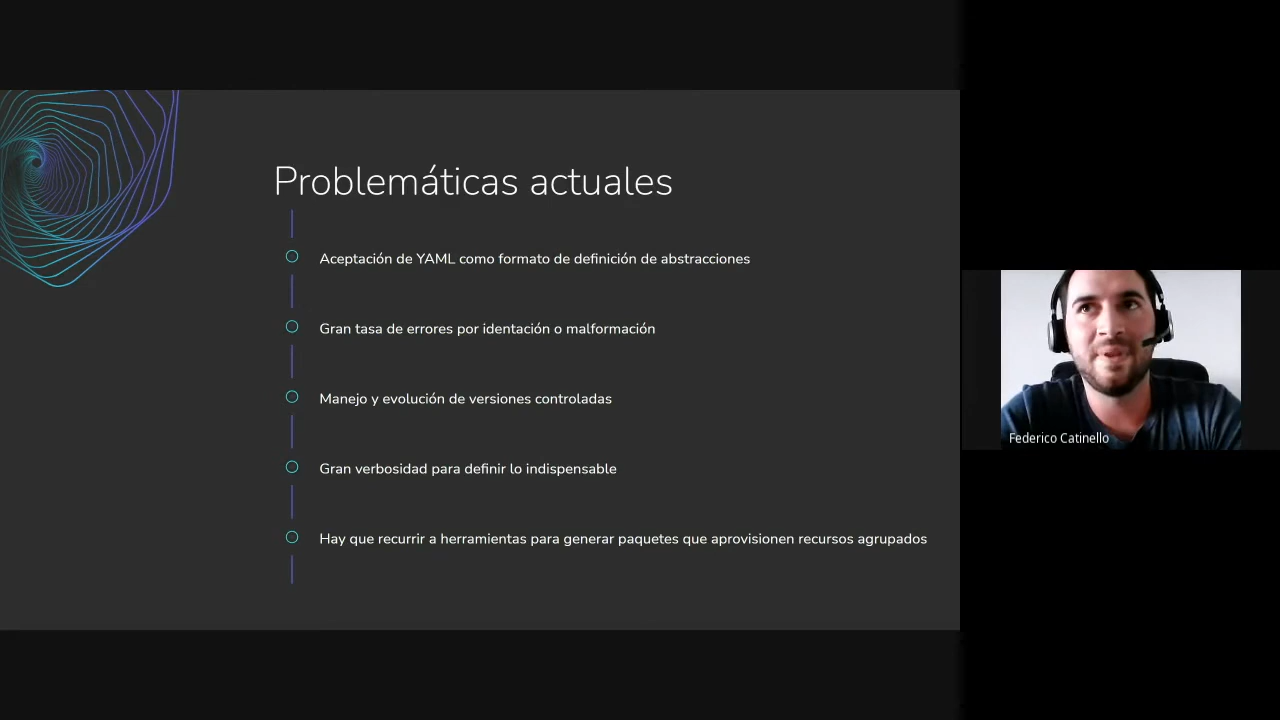 Problemáticas actuales
Aceptación de YAML como formato de definición de abstracciones
Gran tasa de errores por identación o malformación
Manejo y evolución de versiones controladas
Gran verbosidad para definir lo indispensable
Hay que recurrir a herramientas para generar paquetes que aprovisionen recursos agrupados
Federico Catinello